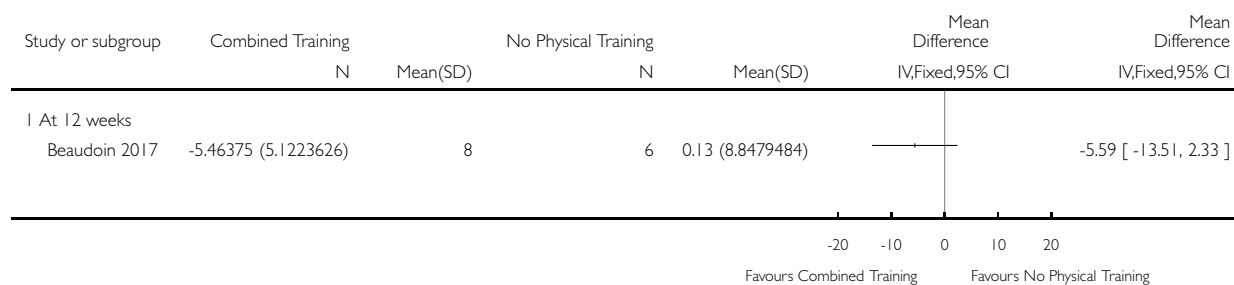 Study or subgroup Combined Training No Physical Training Mean Difference Mean Difference
N Mean(SD) N Mean(SD) IV,Fixed,95% CI IV,Fixed,95% CI
1 At 12 weeks
Beaudoin 2017 -5.46375 (5.1223626) 8 6 0.13 (8.8479484) -5.59 [ -13.51, 2.33 ]
-20 -10 0 10 20
Favours Combined Training Favours No Physical Training